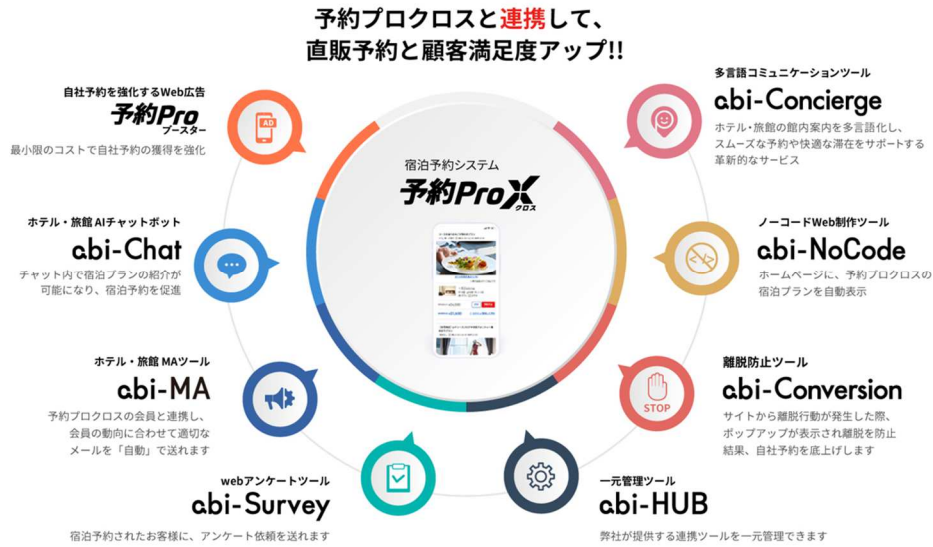 予約プロクロスと連携して、
直販予約と顧客満足度アップ!!
自社予約を強化するWeb広告
予約Pro
ブースター
最小限のコストで自社予約の獲得を強化
AD
ホテル・旅館 AIチャットボット
abi-Chat
チャット内で宿泊プランの紹介が
可能になり、宿泊予約を促進
ホテル・旅館 MAツール
abi-MA
予約プロクロスの会員と連携し、
会員の動向に合わせて適切な
メールを「自動」で送れます
webアンケートツール
abi-Survey
宿泊予約されたお客様に、アンケート依頼を送れます
宿泊予約システム
予約ProX
クロス
多言語コミュニケーションツール
abi-Concierge
ホテル・旅館の館内案内を多言語化し、
スムーズな予約や快適な滞在をサポートする
革新的なサービス
ノーコードWeb制作ツール
abi-NoCode
ホームページに、予約プロクロスの
宿泊プランを自動表示
離脱防止ツール
abi-Conversion
サイトから離脱行動が発生した際、
ポップアップが表示され離脱を防止
結果、自社予約を底上げします
STOP
一元管理ツール
abi-HUB
弊社が提供する連携ツールを一元管理できます